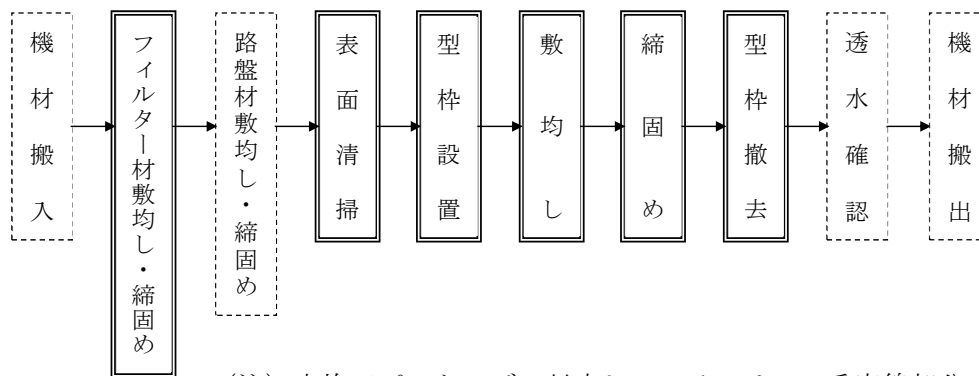 機材搬入
フィルター材敷均し・締固め
路盤材敷均し・締固め
表面清掃
型枠設置
敷均し
締固め
型枠撤去
透水確認
機材搬出